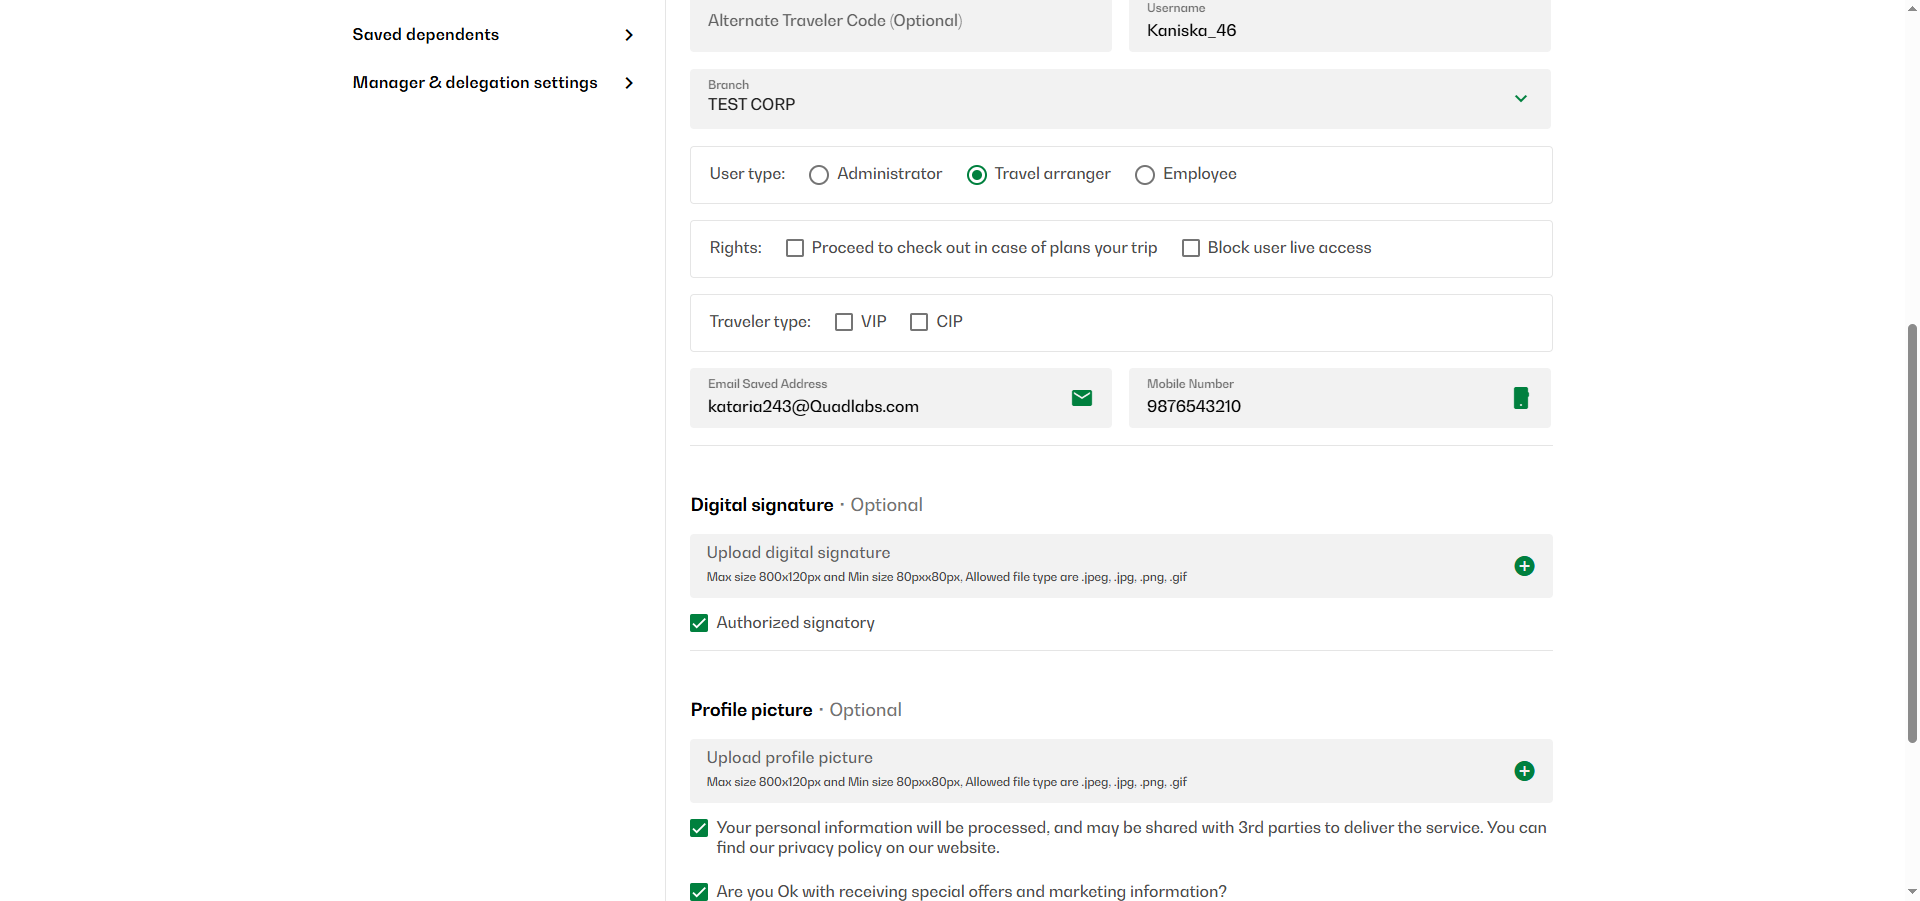 Saved dependents
Manager & delegation settings
Alternate Traveler Code (Optional)
Username
Kaniska_46
Branch
TEST CORP
User type: Administrator Travel arranger Employee
Rights: Proceed to check out in case of plans your trip Block user live access
Traveler type: VIP CIP
Email Saved Address
kataria243@Quadlabs.com
Mobile Number
9876543210
Digital signature · Optional
Upload digital signature
Max size 800x120px and Min size 80pxx80px, Allowed file type are .jpeg, .jpg, .png, .gif
Authorized signatory
Profile picture · Optional
Upload profile picture
Max size 800x120px and Min size 80pxx80px, Allowed file type are .jpeg, .jpg, .png, .gif
Your personal information will be processed, and may be shared with 3rd parties to deliver the service. You can
find our privacy policy on our website.
Are you Ok with receiving special offers and marketing information?